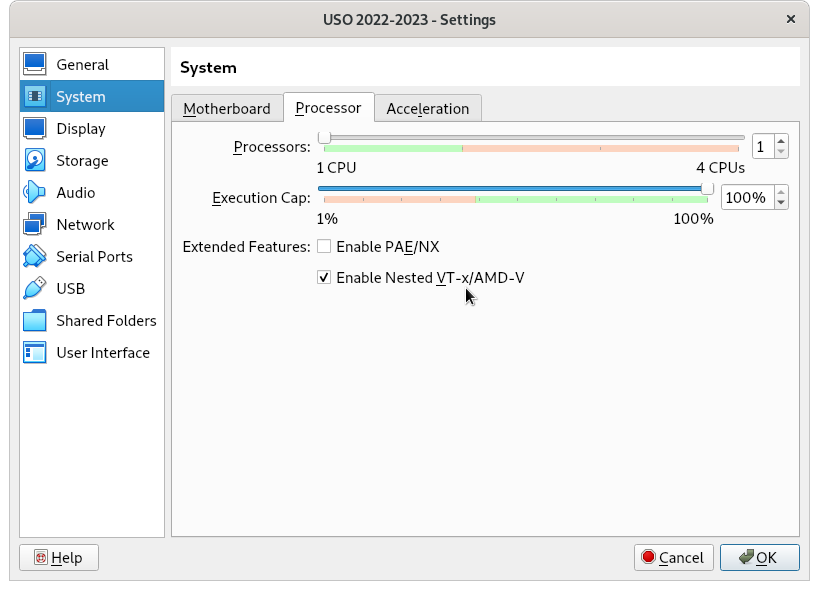 USO 2022-2023 - Settings
General
System
Display
Storage
Audio
Network
Serial Ports
USB
Shared Folders
User Interface
System
Motherboard
Processor
Acceleration
Processors:
1
1 CPU
4 CPUs
Execution Cap:
100%
1%
100%
Extended Features:
Enable PAE/NX
Enable Nested VT-x/AMD-V
Help
Cancel
OK